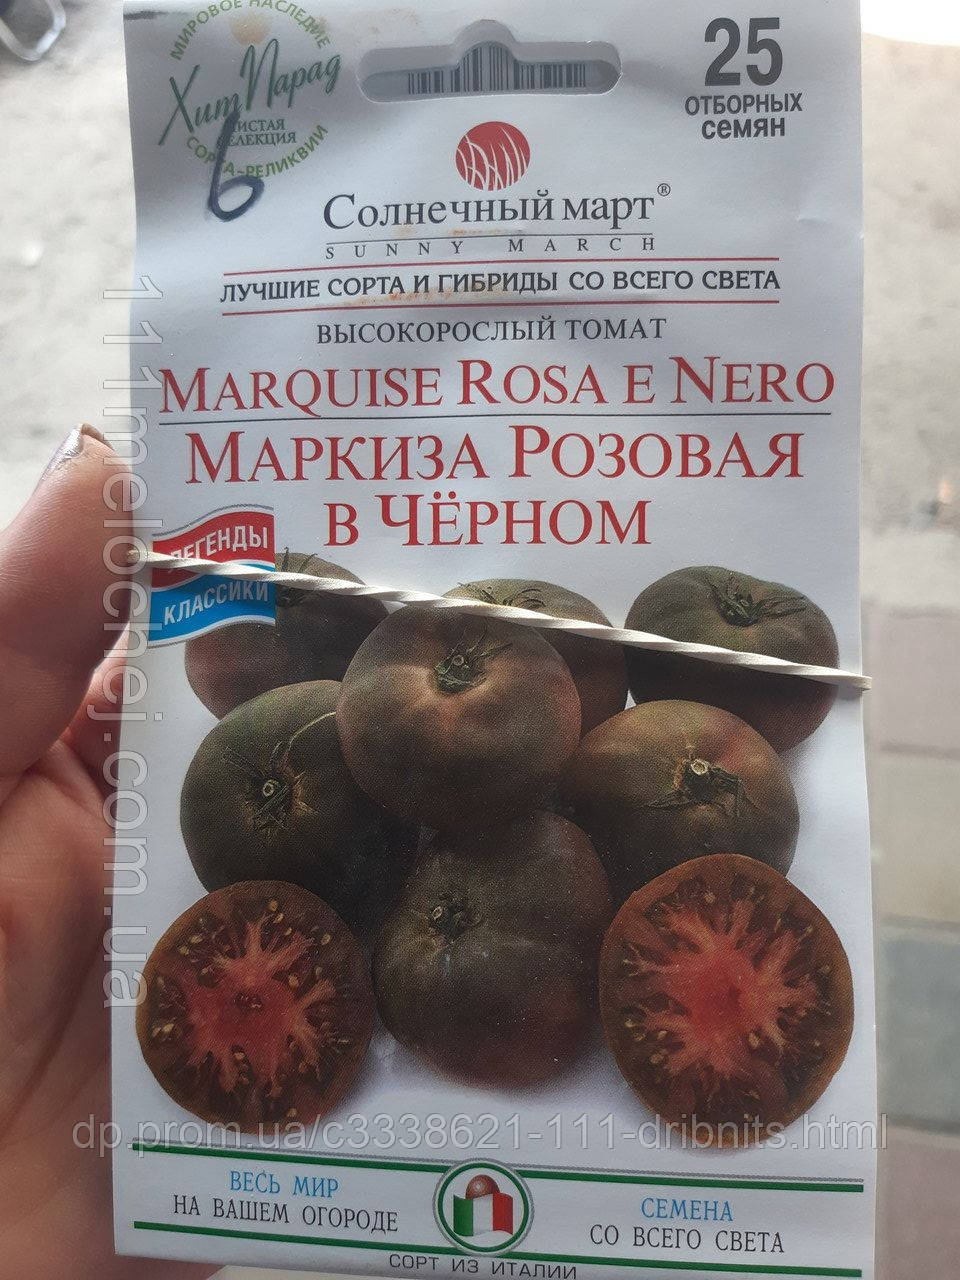 МИРОВОЕ НАСЛЕДИЕ
Хит Парад
ЧИСТАЯ
СЕЛЕКЦИЯ
СОРТА-РЕЛИКВИИ
6
25
ОТБОРНЫХ
семян
Солнечный март®
SUNNY MARCH
ЛУЧШИЕ СОРТА И ГИБРИДЫ СО ВСЕГО СВЕТА
ВЫСОКОРОСЛЫЙ ТОМАТ
MARQUISE ROSA E NERO
МАРКИЗА РОЗОВАЯ
В ЧЁРНОМ
ЛЕГЕНДЫ
КЛАССИКИ
111melochej.com.ua
dp.prom.ua/c3338621-111-dribnits.html
ВЕСЬ МИР
НА ВАШЕМ ОГОРОДЕ
СЕМЕНА
СО ВСЕГО СВЕТА
СОРТ ИЗ ИТАЛИИ